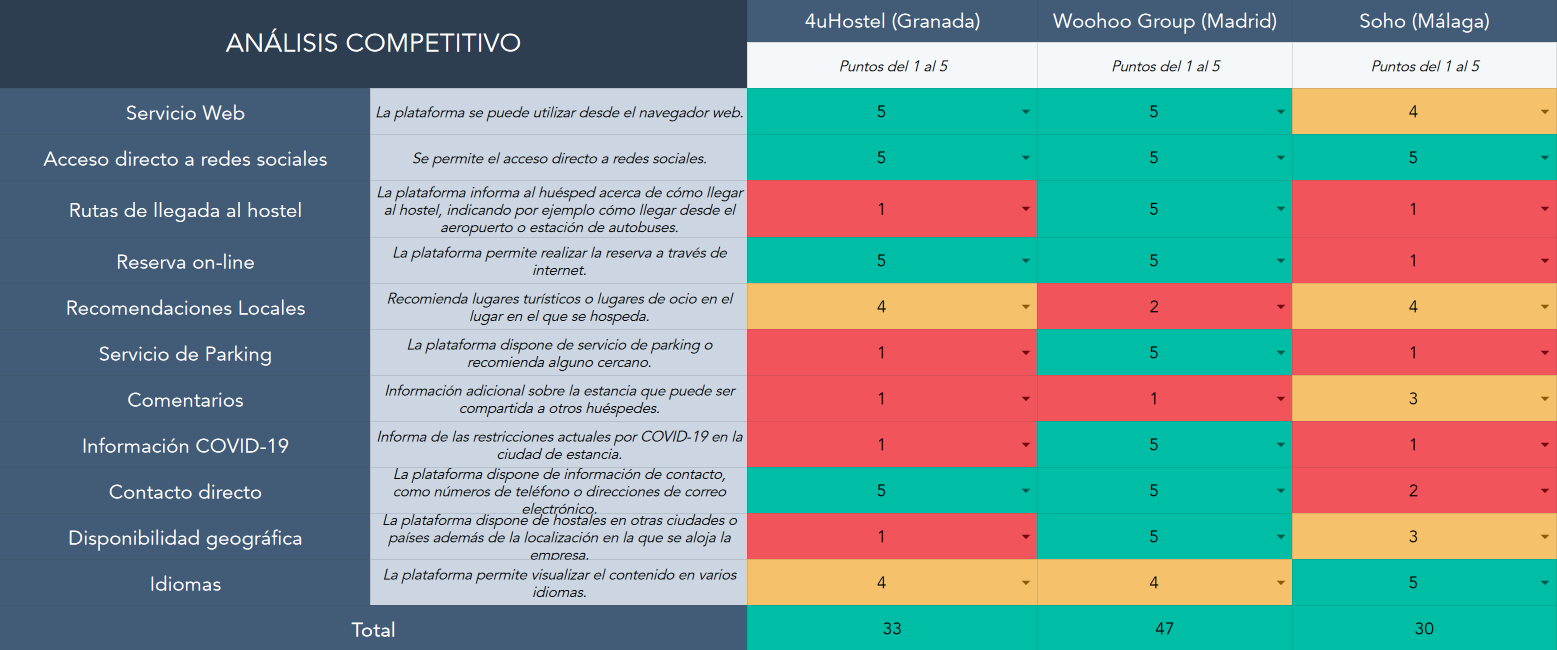 ANÁLISIS COMPETITIVO
4uHostel (Granada)
Woohoo Group (Madrid)
Soho (Málaga)
Puntos del 1 al 5
Puntos del 1 al 5
Puntos del 1 al 5
Servicio Web
La plataforma se puede utilizar desde el navegador web.
5
5
4
Acceso directo a redes sociales
Se permite el acceso directo a redes sociales.
5
5
5
Rutas de llegada al hostel
La plataforma informa al huésped acerca de cómo llegar
al hostel, indicando por ejemplo cómo llegar desde el
aeropuerto o estación de autobuses.
1
5
1
Reserva on-line
La plataforma permite realizar la reserva a través de
internet.
5
5
1
Recomendaciones Locales
Recomienda lugares turísticos o lugares de ocio en el
lugar en el que se hospeda.
4
2
4
Servicio de Parking
La plataforma dispone de servicio de parking o
recomienda alguno cercano.
1
5
1
Comentarios
Información adicional sobre la estancia que puede ser
compartida a otros huéspedes.
1
1
3
Información COVID-19
Informa de las restricciones actuales por COVID-19 en la
ciudad de estancia.
1
5
1
Contacto directo
La plataforma dispone de información de contacto,
como números de teléfono o direcciones de correo
electrónico.
5
5
2
Disponibilidad geográfica
La plataforma dispone de hostales en otras ciudades o
países además de la localización en la que se aloja la
empresa.
1
5
3
Idiomas
La plataforma permite visualizar el contenido en varios
idiomas.
4
4
5
Total
33
47
30